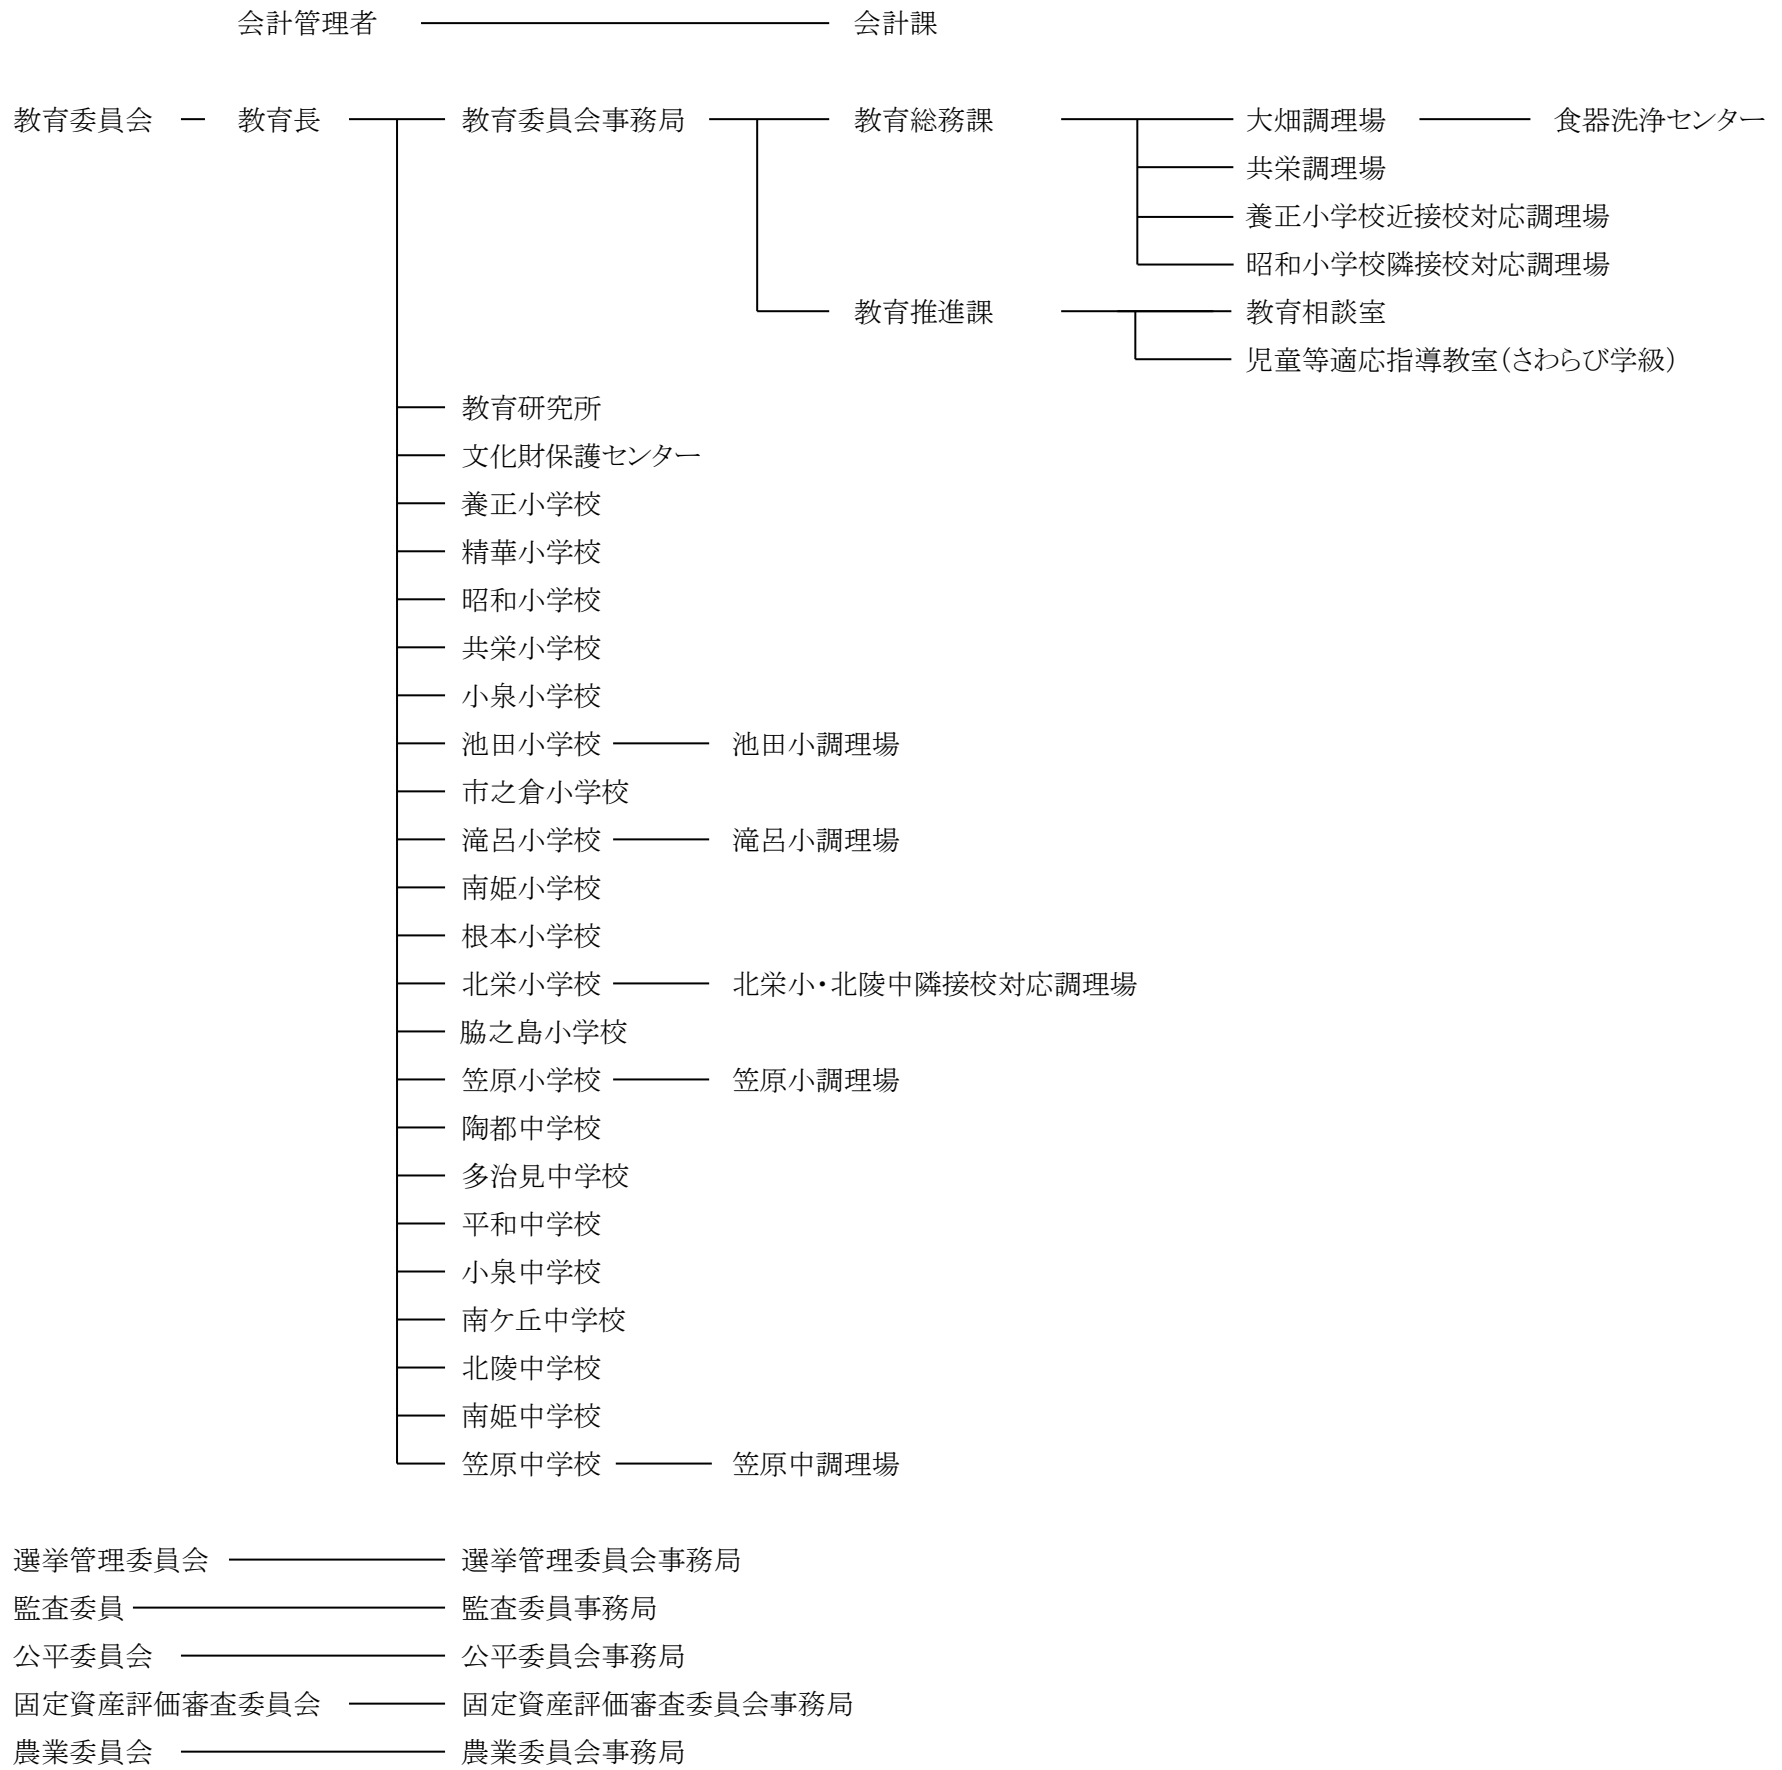 会計管理者 会計課
教育委員会 教育長 教育委員会事務局 教育総務課 大畑調理場 食器洗浄センター
共栄調理場
養正小学校近接校対応調理場
昭和小学校隣接校対応調理場
教育推進課 教育相談室
児童等適応指導教室(さわらび学級)
教育研究所
文化財保護センター
養正小学校
精華小学校
昭和小学校
共栄小学校
小泉小学校
池田小学校 池田小調理場
市之倉小学校
滝呂小学校 滝呂小調理場
南姫小学校
根本小学校
北栄小学校 北栄小・北陵中隣接校対応調理場
脇之島小学校
笠原小学校 笠原小調理場
陶都中学校
多治見中学校
平和中学校
小泉中学校
南ケ丘中学校
北陵中学校
南姫中学校
笠原中学校 笠原中調理場
選挙管理委員会 選挙管理委員会事務局
監査委員 監査委員事務局
公平委員会 公平委員会事務局
固定資産評価審査委員会 固定資産評価審査委員会事務局
農業委員会 農業委員会事務局